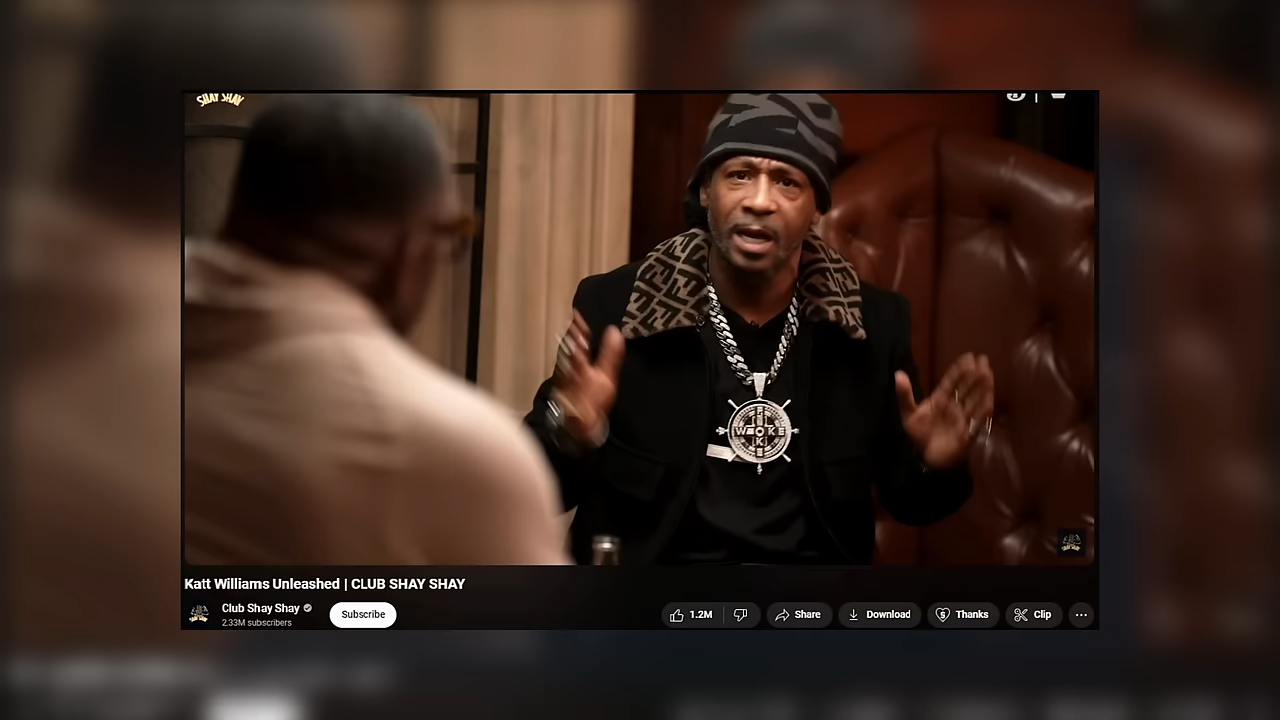 SHAY SHAY
WOKE
Katt Williams Unleashed | CLUB SHAY SHAY
Club Shay Shay
2.33M subscribers
Subscribe
1.2M
Share
Download
Thanks
Clip